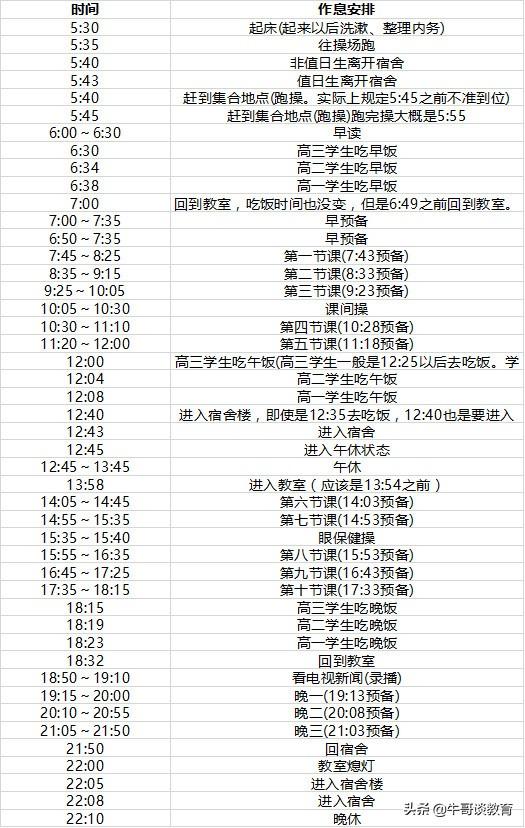 时间 作息安排
5:30 起床(起来以后洗漱、整理内务)
5:35 往操场跑
5:40 非值日生离开宿舍
5:43 值日生离开宿舍
5:40 赶到集合地点(跑操。实际上规定5:45之前不准到位)
5:45 赶到集合地点(跑操)跑完操大概是5:55
6:00～6:30 早读
6:30 高三学生吃早饭
6:34 高二学生吃早饭
6:38 高一学生吃早饭
7:00 回到教室，吃饭时间也没变，但是6:49之前回到教室。
7:00～7:35 早预备
6:50～7:35 早预备
7:45～8:25 第一节课(7:43预备)
8:35～9:15 第二节课(8:33预备)
9:25～10:05 第三节课(9:23预备)
10:05～10:30 课间操
10:30～11:10 第四节课(10:28预备)
11:20～12:00 第五节课(11:18预备)
12:00 高三学生吃午饭(高三学生一般是12:25以后去吃饭。学
12:04 高二学生吃午饭
12:08 高一学生吃午饭
12:40 进入宿舍楼，即使是12:35去吃饭，12:40也是要进入
12:43 进入宿舍
12:45 进入午休状态
12:45～13:45 午休
13:58 进入教室（应该是13:54之前）
14:05～14:45 第六节课(14:03预备)
14:55～15:35 第七节课(14:53预备)
15:35～15:40 眼保健操
15:55～16:35 第八节课(15:53预备)
16:45～17:25 第九节课(16:43预备)
17:35～18:15 第十节课(17:33预备)
18:15 高三学生吃晚饭
18:19 高二学生吃晚饭
18:23 高一学生吃晚饭
18:32 回到教室
18:50～19:10 看电视新闻(录播)
19:15～20:00 晚一(19:13预备)
20:10～20:55 晚二(20:08预备)
21:05～21:50 晚三(21:03预备)
21:50 回宿舍
22:00 教室熄灯
22:05 进入宿舍楼
22:08 进入宿舍
22:10 晚休
头条 @牛哥谈教育